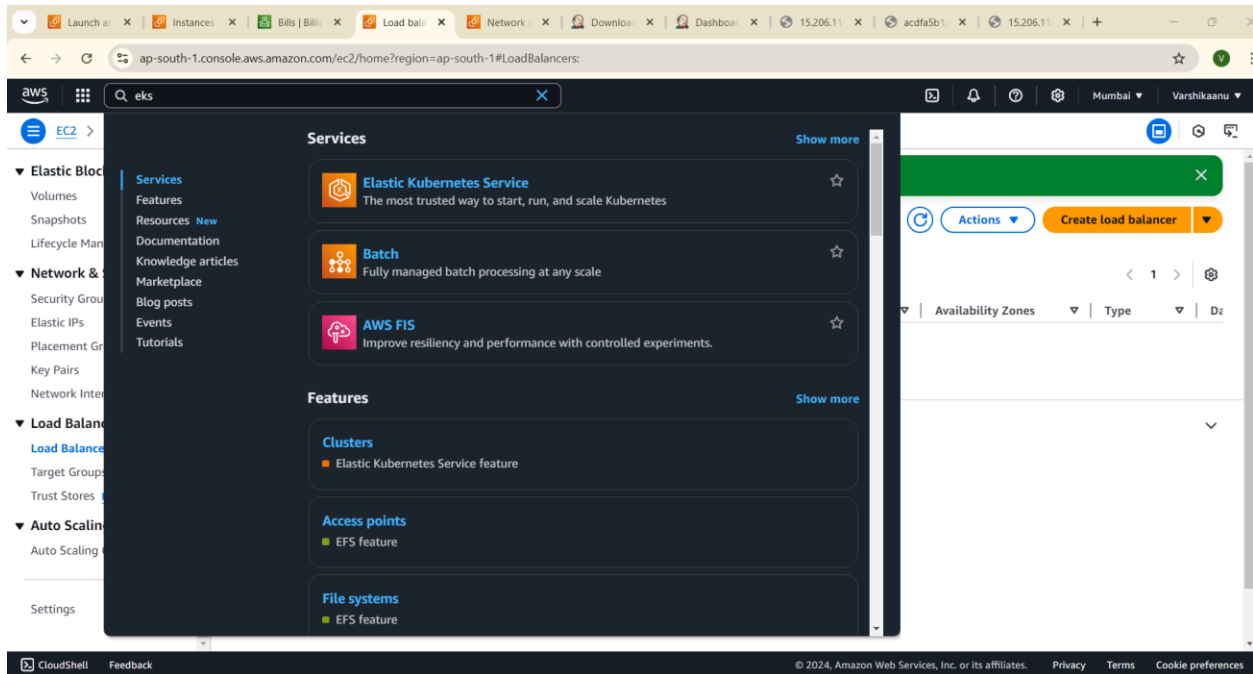 Launch an
Instances
Bills | Billin
Load bala
Network i
Download
Dashboar
15.206.11
acdfa5b1
15.206.110
ap-south-1.console.aws.amazon.com/ec2/home?region=ap-south-1#LoadBalancers:
V
aws
eks
Mumbai
Varshikaanu
EC2
Elastic Bloc
Volumes
Snapshots
Lifecycle Man
Network &
Security Grou
Elastic IPs
Placement Gr
Key Pairs
Network Inter
Load Balanc
Load Balance
Target Groups
Trust Stores
Auto Scaling
Auto Scaling
Settings
Services
Features
Resources New
Documentation
Knowledge articles
Marketplace
Blog posts
Events
Tutorials
Services
Show more
Elastic Kubernetes Service
The most trusted way to start, run, and scale Kubernetes
Batch
Fully managed batch processing at any scale
AWS FIS
Improve resiliency and performance with controlled experiments.
Features
Show more
Clusters
Elastic Kubernetes Service feature
Access points
EFS feature
File systems
EFS feature
Actions
Create load balancer
1
Availability Zones
Type
Da
CloudShell
Feedback
© 2024, Amazon Web Services, Inc. or its affiliates.
Privacy
Terms
Cookie preferences